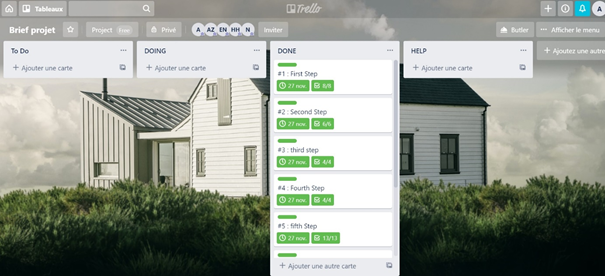 Tableaux
Trello
A
Brief projet
Project Free
Privé
A AZ EN HH N
Inviter
Butler
Afficher le menu
To Do
+ Ajouter une carte
DOING
+ Ajouter une carte
DONE
#1 : First Step
27 nov. 8/8
#2 : Second Step
27 nov. 6/6
#3 : third step
27 nov. 4/4
#4 : Fourth Step
27 nov. 4/4
#5 : fifth Step
27 nov. 13/13
+ Ajouter une autre carte
HELP
+ Ajouter une carte
+ Ajoutez une autre